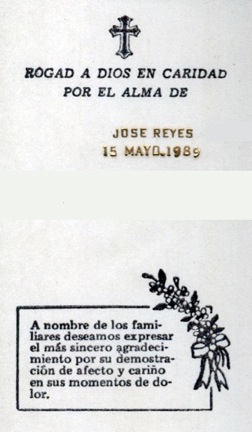 ROGAD A DIOS EN CARIDAD
POR EL ALMA DE
JOSE REYES
15 MAYO.1989
A nombre de los fami-
liares deseamos expresar
el más sincero agradeci-
miento por su demostra-
ción de afecto y cariño
en sus momentos de do-
lor.